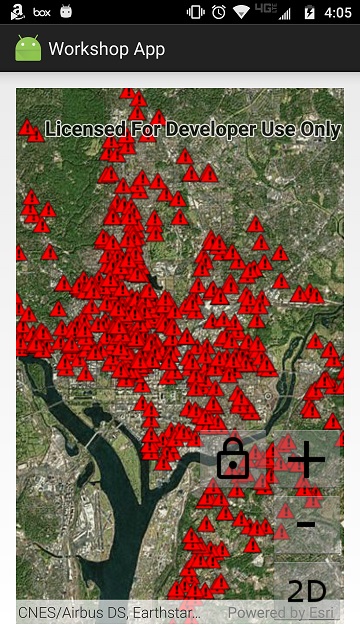 box 4G 4:05
Workshop App
Licensed For Developer Use Only
+
-
2D
CNES/Airbus DS, Earthstar... Powered by Esri